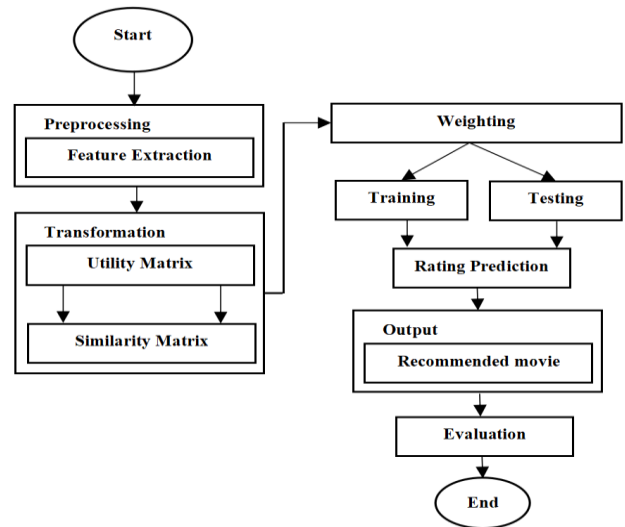 Start
Preprocessing
Feature Extraction
Transformation
Utility Matrix
Similarity Matrix
Weighting
Training
Testing
Rating Prediction
Output
Recommended movie
Evaluation
End